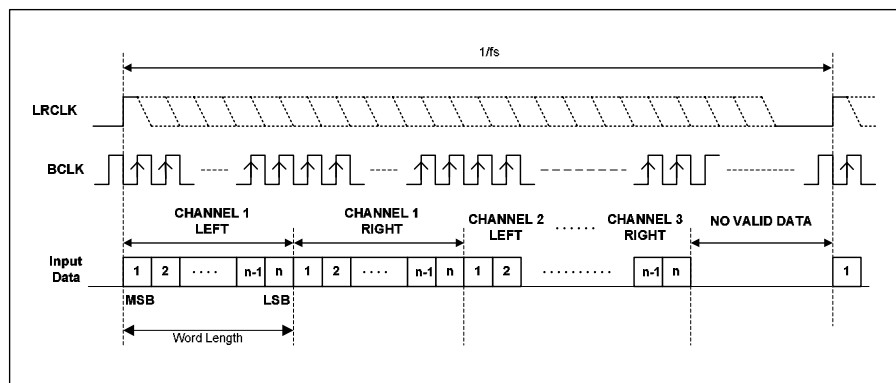 1/fs
LRCLK
BCLK
CHANNEL 1
LEFT
CHANNEL 1
RIGHT
CHANNEL 2
LEFT
CHANNEL 3
RIGHT
NO VALID DATA
Input
Data
1 2 n-1 n 1 2 n-1 n 1 2 n-1 n 1
MSB LSB
Word Length